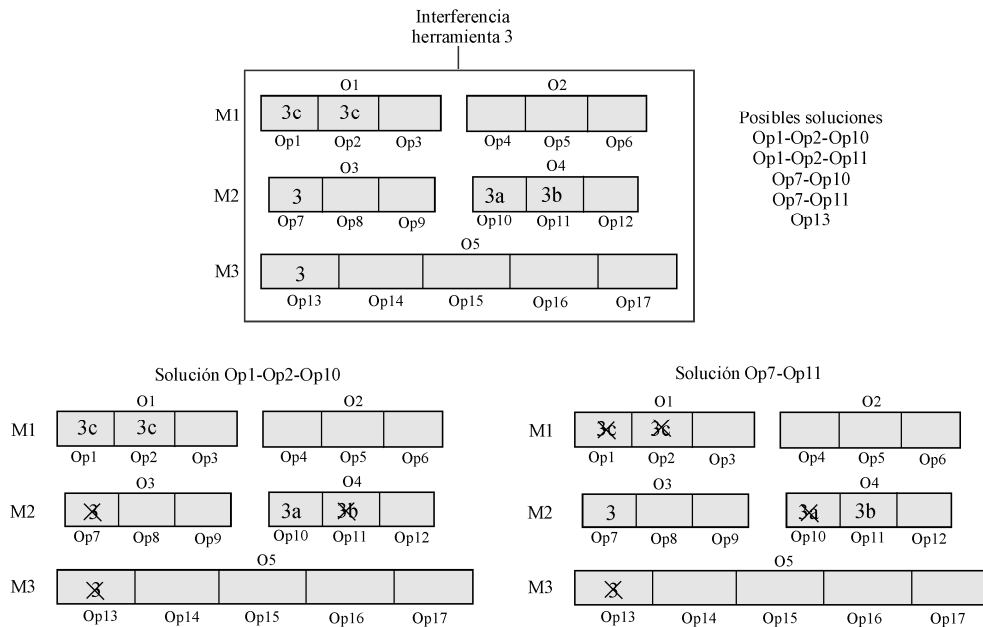 Interferencia
herramienta 3
O1 O2
M1 3c 3c
Op1 Op2 Op3 Op4 Op5 Op6
O3 O4
M2 3 3a 3b
Op7 Op8 Op9 Op10 Op11 Op12
O5
M3 3
Op13 Op14 Op15 Op16 Op17
Posibles soluciones
Op1-Op2-Op10
Op1-Op2-Op11
Op7-Op10
Op7-Op11
Op13
Solución Op1-Op2-Op10
O1 O2
M1 3c 3c
Op1 Op2 Op3 Op4 Op5 Op6
O3 O4
M2 3 3a 3b
Op7 Op8 Op9 Op10 Op11 Op12
O5
M3 3
Op13 Op14 Op15 Op16 Op17
Solución Op7-Op11
O1 O2
M1 3c 3c
Op1 Op2 Op3 Op4 Op5 Op6
O3 O4
M2 3 3a 3b
Op7 Op8 Op9 Op10 Op11 Op12
O5
M3 3
Op13 Op14 Op15 Op16 Op17